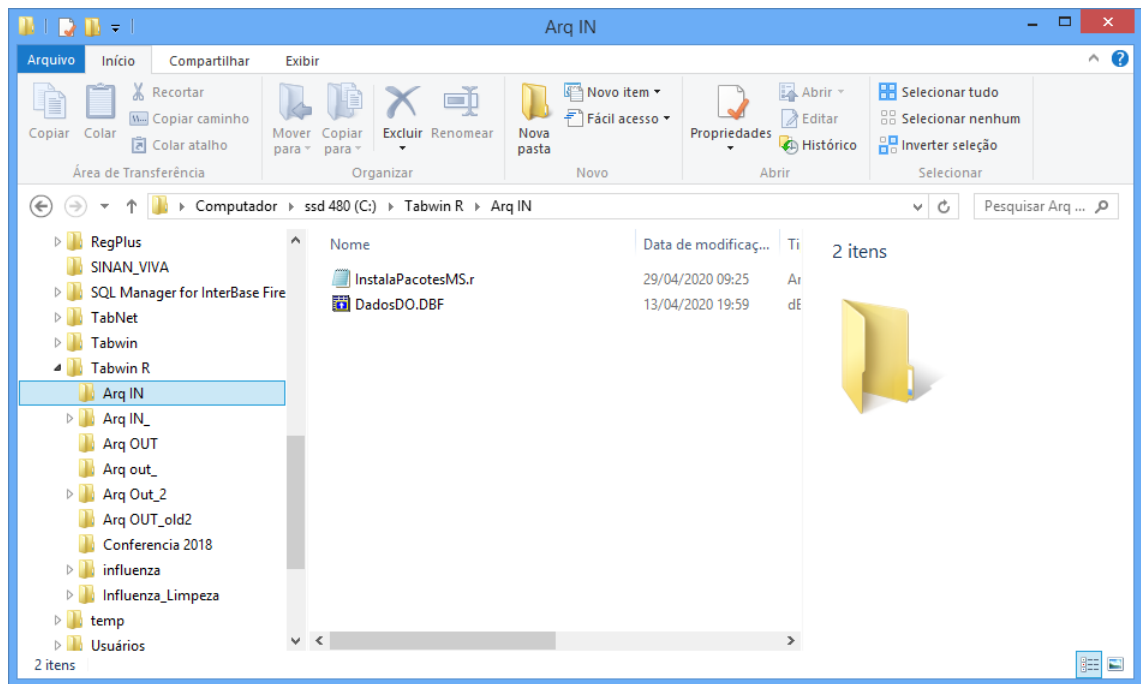 Arq IN
Arquivo Início Compartilhar Exibir
Copiar
Colar
Recortar
Copiar caminho
Colar atalho
Área de Transferência
Mover para
Copiar para
Excluir
Renomear
Organizar
Nova pasta
Novo item
Fácil acesso
Novo
Propriedades
Abrir
Editar
Histórico
Abrir
Selecionar tudo
Selecionar nenhum
Inverter seleção
Selecionar
Computador ssd 480 (C:) Tabwin R Arq IN
Pesquisar Arq ...
RegPlus
SINAN_VIVA
SQL Manager for InterBase Fire
TabNet
Tabwin
Tabwin R
Arq IN
Arq IN_
Arq OUT
Arq out_
Arq Out_2
Arq OUT_old2
Conferencia 2018
influenza
Influenza_Limpeza
temp
Usuários
Nome Data de modificaç... Ti
InstalaPacotesMS.r 29/04/2020 09:25 Ar
DadosDO.DBF 13/04/2020 19:59 dE
2 itens
2 itens